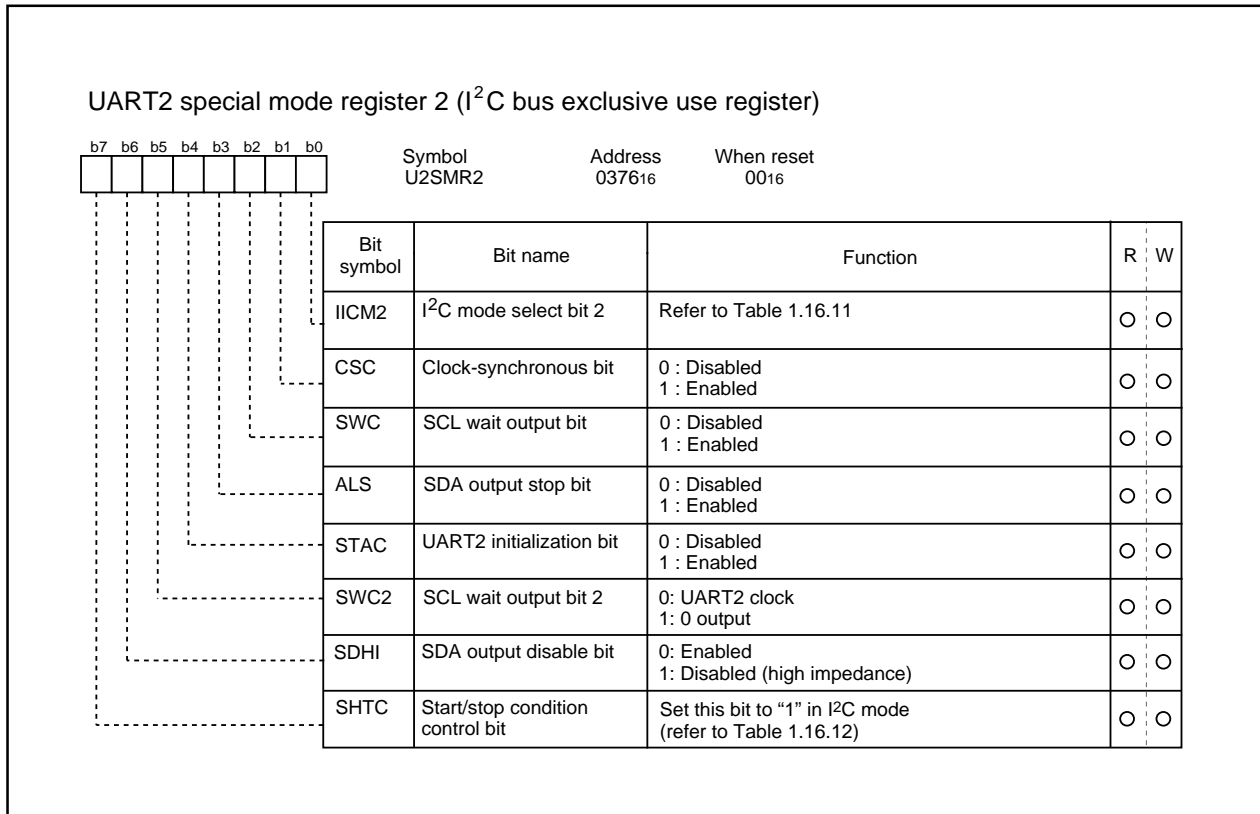 UART2 special mode register 2 (I2C bus exclusive use register)
b7 b6 b5 b4 b3 b2 b1 b0
Symbol Address When reset
U2SMR2 037616 0016
Bit symbol Bit name Function R W
IICM2 I2C mode select bit 2 Refer to Table 1.16.11
CSC Clock-synchronous bit 0 : Disabled
1 : Enabled
SWC SCL wait output bit 0 : Disabled
1 : Enabled
ALS SDA output stop bit 0 : Disabled
1 : Enabled
STAC UART2 initialization bit 0 : Disabled
1 : Enabled
SWC2 SCL wait output bit 2 0: UART2 clock
1: 0 output
SDHI SDA output disable bit 0: Enabled
1: Disabled (high impedance)
SHTC Start/stop condition Set this bit to “1” in I2C mode
control bit (refer to Table 1.16.12)